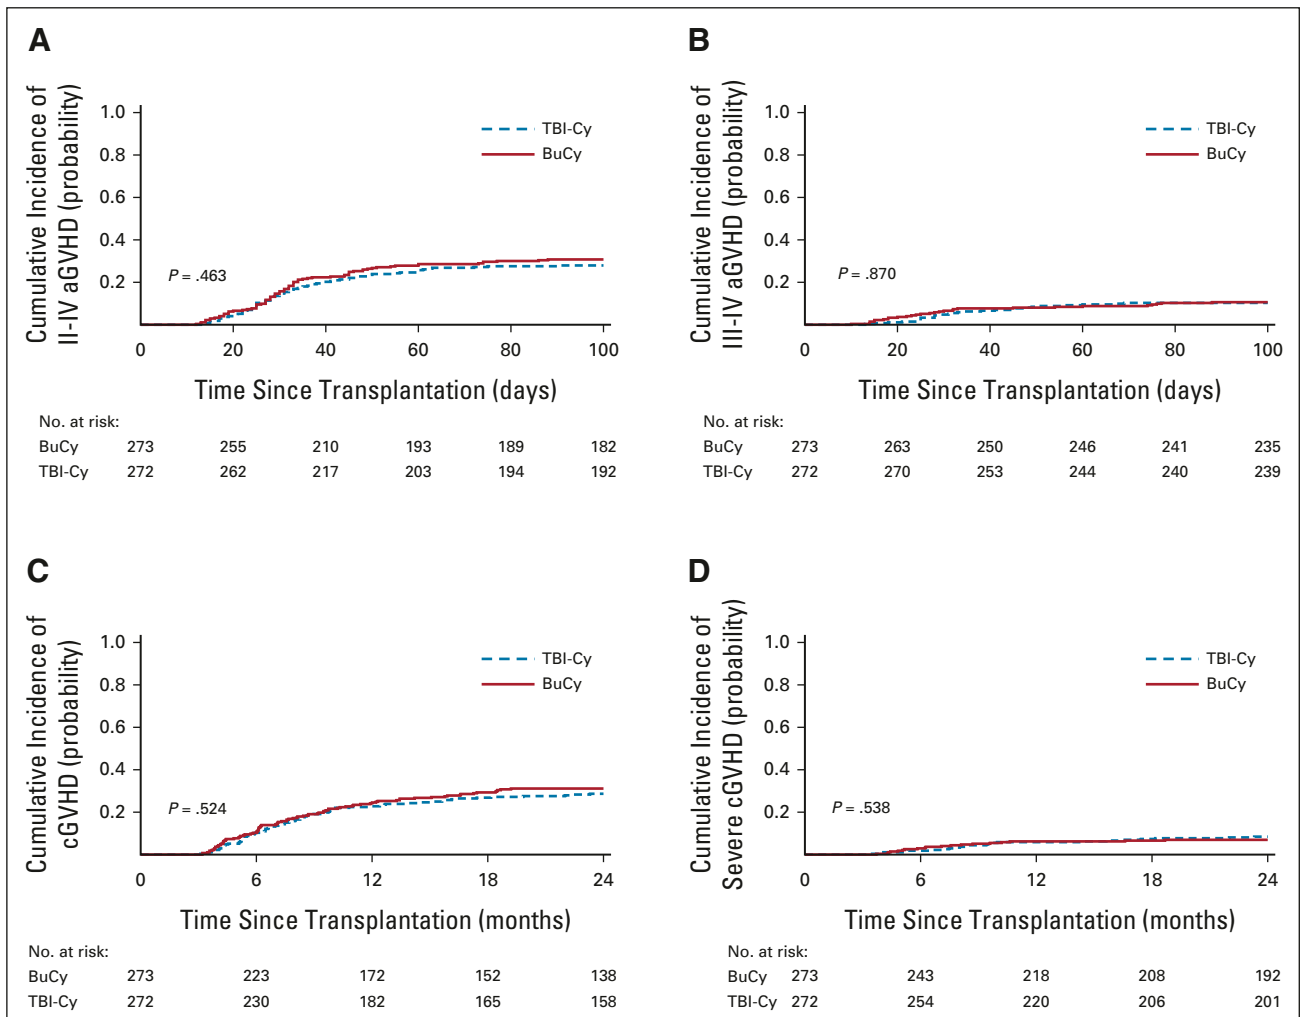 A
Cumulative Incidence of
II-IV aGVHD (probability)
1.0
0.8
0.6
0.4
0.2
TBI-Cy
BuCy
P = .463
0 20 40 60 80 100
Time Since Transplantation (days)
No. at risk:
BuCy 273 255 210 193 189 182
TBI-Cy 272 262 217 203 194 192
B
Cumulative Incidence of
III-IV aGVHD (probability)
1.0
0.8
0.6
0.4
0.2
TBI-Cy
BuCy
P = .870
0 20 40 60 80 100
Time Since Transplantation (days)
No. at risk:
BuCy 273 263 250 246 241 235
TBI-Cy 272 270 253 244 240 239
C
Cumulative Incidence of
cGVHD (probability)
1.0
0.8
0.6
0.4
0.2
TBI-Cy
BuCy
P = .524
0 6 12 18 24
Time Since Transplantation (months)
No. at risk:
BuCy 273 223 172 152 138
TBI-Cy 272 230 182 165 158
D
Cumulative Incidence of
Severe cGVHD (probability)
1.0
0.8
0.6
0.4
0.2
TBI-Cy
BuCy
P = .538
0 6 12 18 24
Time Since Transplantation (months)
No. at risk:
BuCy 273 243 218 208 192
TBI-Cy 272 254 220 206 201